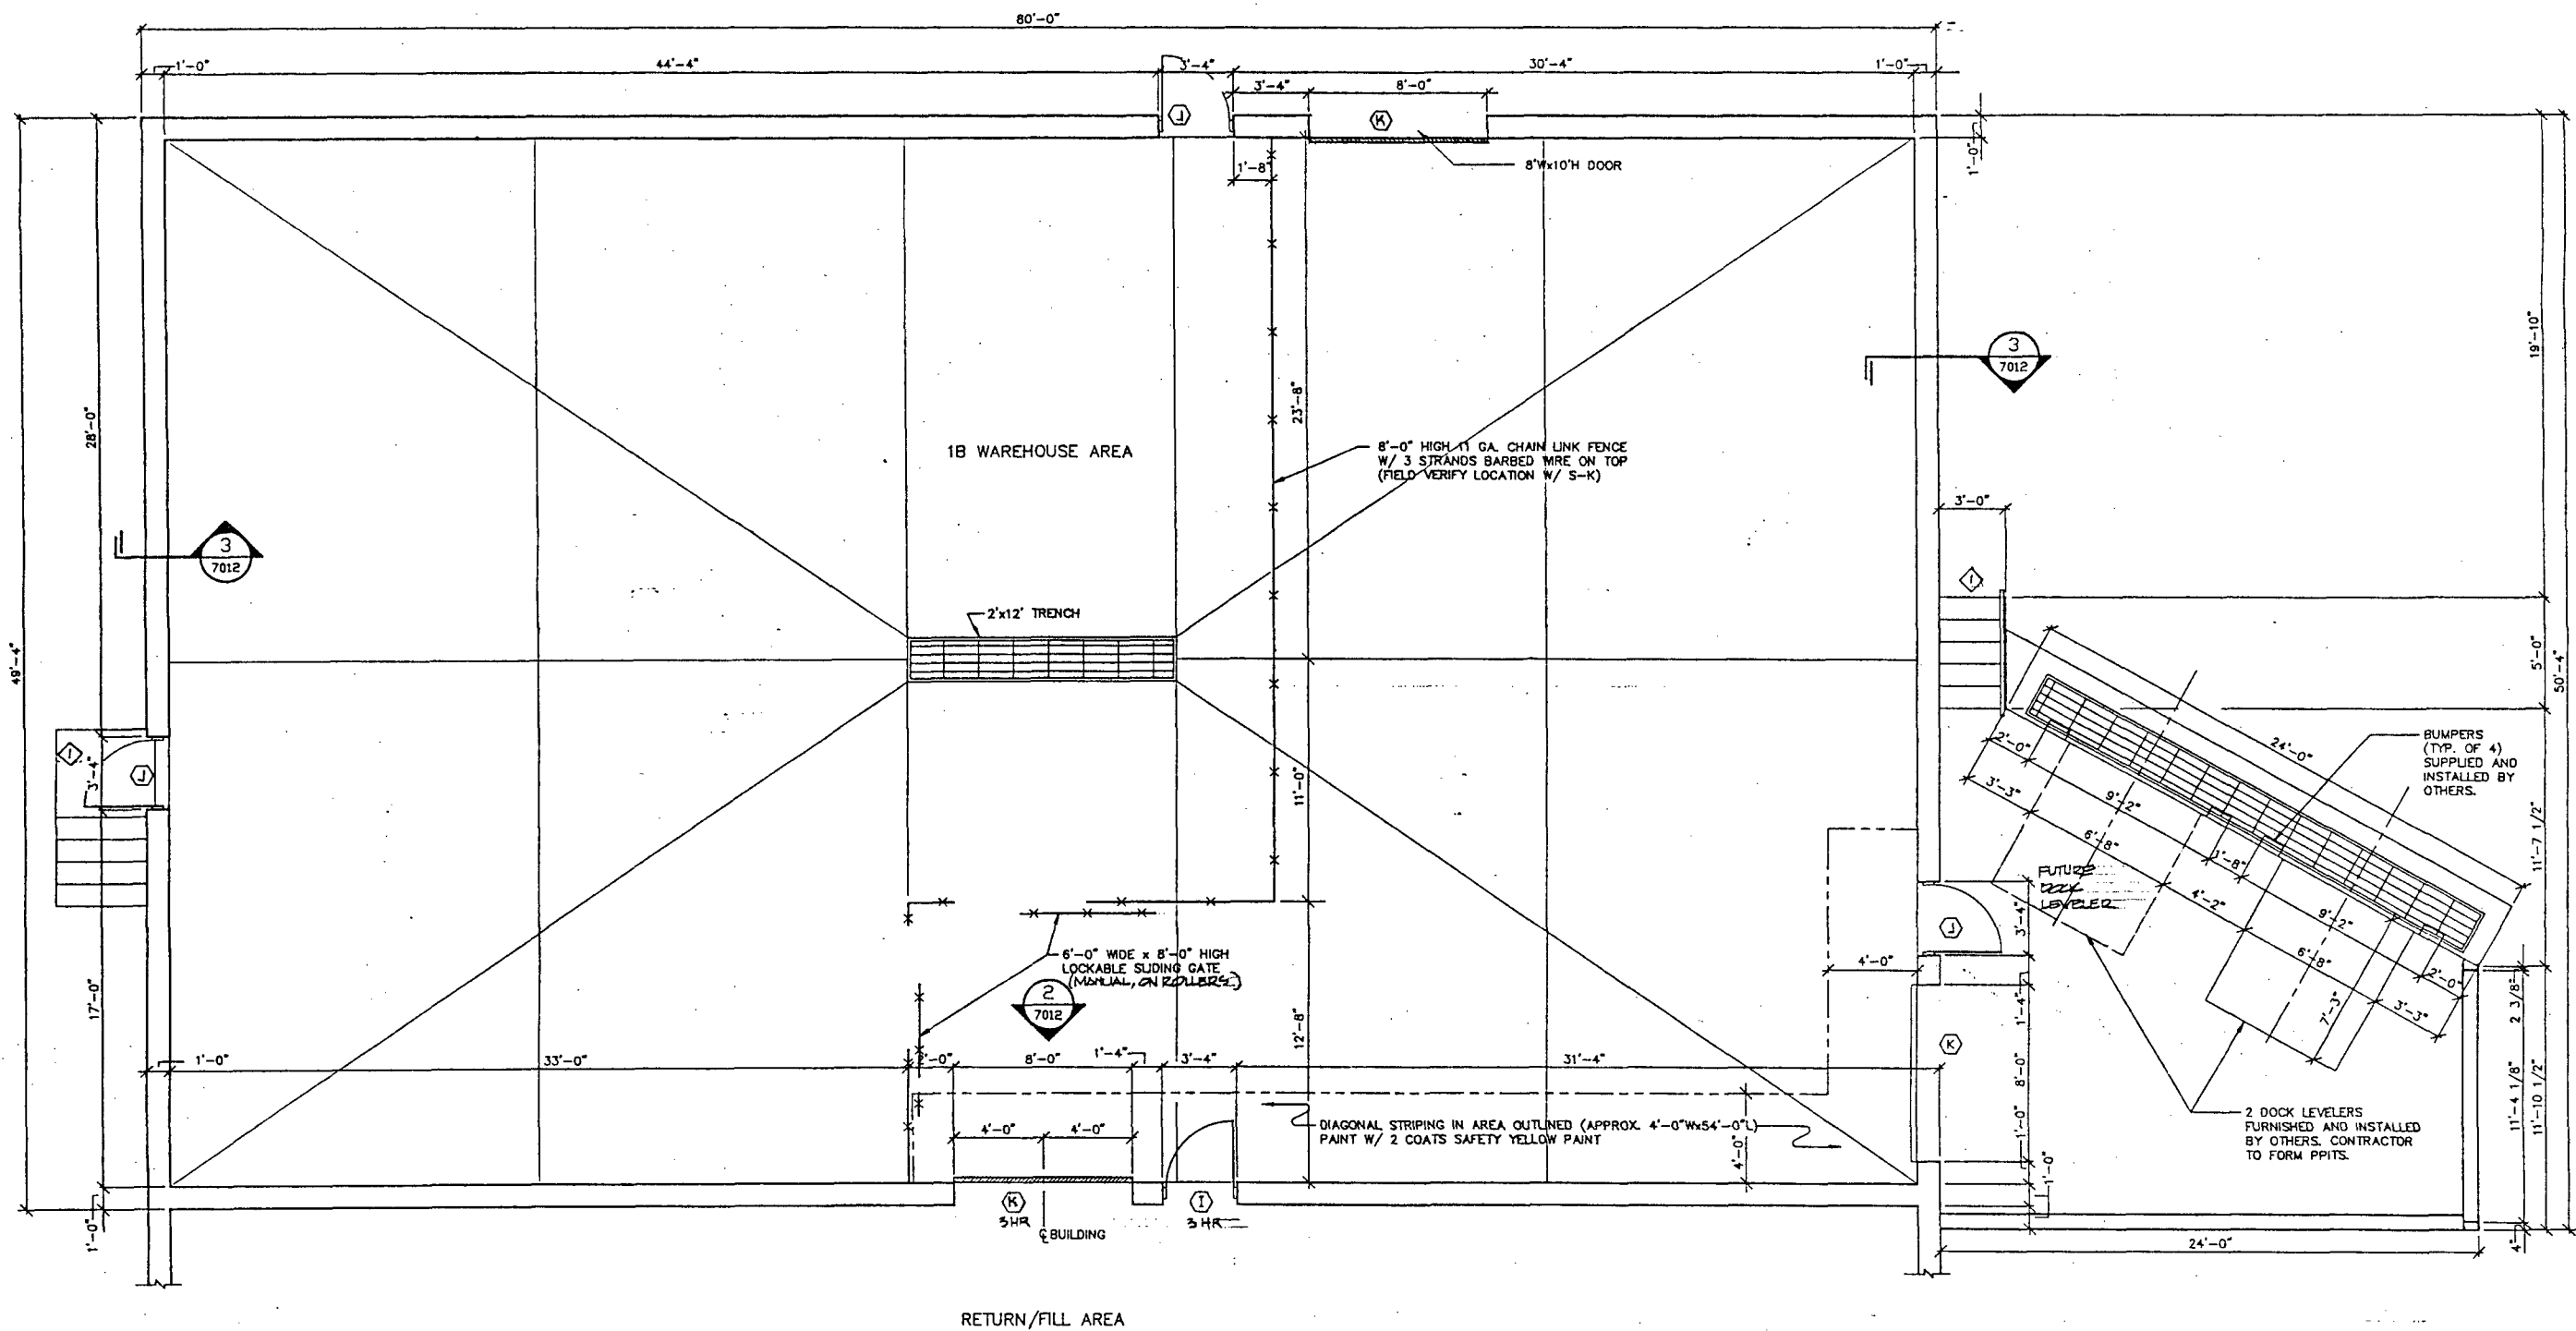 80'-0"
1'-0"
44'-4"
3'-4"
30'-4"
1'-0"
3'-4"
8'-0"
J
K
1'-8"
8'Wx10'H DOOR
1'-0"
49'-4"
28'-0"
23'-8"
19'-10"
3
7012
1B WAREHOUSE AREA
8'-0" HIGH 11 GA. CHAIN LINK FENCE
W/ 3 STRANDS BARBED WIRE ON TOP
(FIELD VERIFY LOCATION W/ S-K)
3'-0"
3
7012
1
2'x12' TRENCH
5'-0"
50'-4"
1
3'-4"
J
11'-0"
2'-0"
24'-0"
BUMPERS
(TYP. OF 4)
SUPPLIED AND
INSTALLED BY
OTHERS.
3'-3"
9'-2"
6'-8"
1'-8"
11'-7 1/2"
FUTURE
DOCK
LEVELER
4'-2"
9'-2"
3'-4"
J
6'-8"
2'-0"
4'-0"
7'-3"
3'-3"
6'-0" WIDE x 8'-0" HIGH
LOCKABLE SLIDING GATE
(MANUAL, ON ROLLERS)
2
7012
17'-0"
12'-8"
1'-4"
2 3/8"
K
1'-0"
33'-0"
2'-0"
8'-0"
1'-4"
3'-4"
31'-4"
8'-0"
11'-4 1/8"
11'-10 1/2"
4'-0"
4'-0"
DIAGONAL STRIPING IN AREA OUTLINED (APPROX. 4'-0"Wx54'-0"L)
PAINT W/ 2 COATS SAFETY YELLOW PAINT
4'-0"
1'-0"
2 DOCK LEVELERS
FURNISHED AND INSTALLED
BY OTHERS. CONTRACTOR
TO FORM PPITS.
1'-0"
1'-0"
K
3 HR
I
3 HR
BUILDING
24'-0"
4"
RETURN/FILL AREA